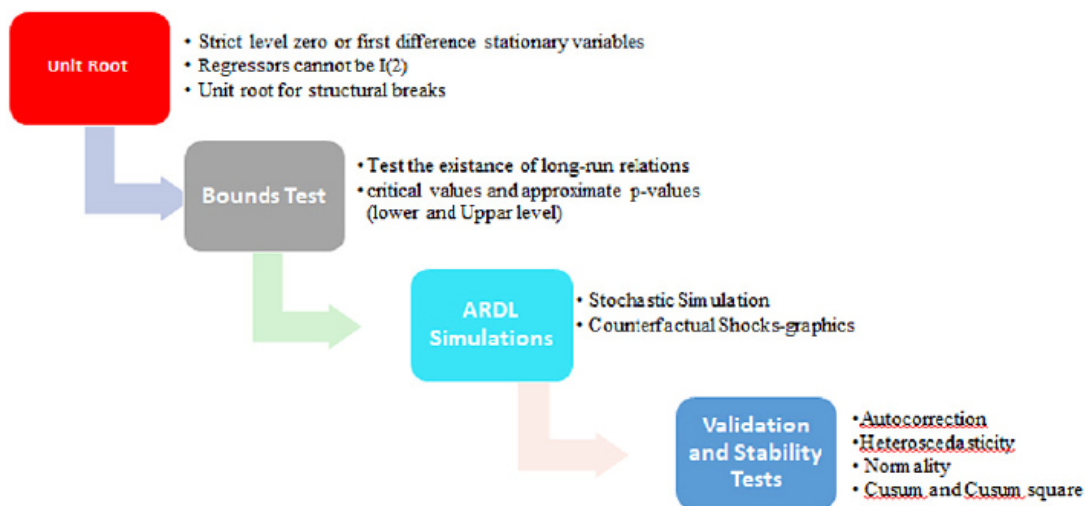 Unit Root
• Strict level zero or first difference stationary variables
• Regressors cannot be I(2)
• Unit root for structural breaks
Bounds Test
• Test the existance of long-run relations
• critical values and approximate p-values
(lower and Uppar level)
ARDL
Simulations
• Stochastic Simulation
• Counterfactual Shocks-graphics
Validation
and Stability
Tests
• Autocorrection
• Heteroscedasticity
• Normality
• Cusum and Cusum square